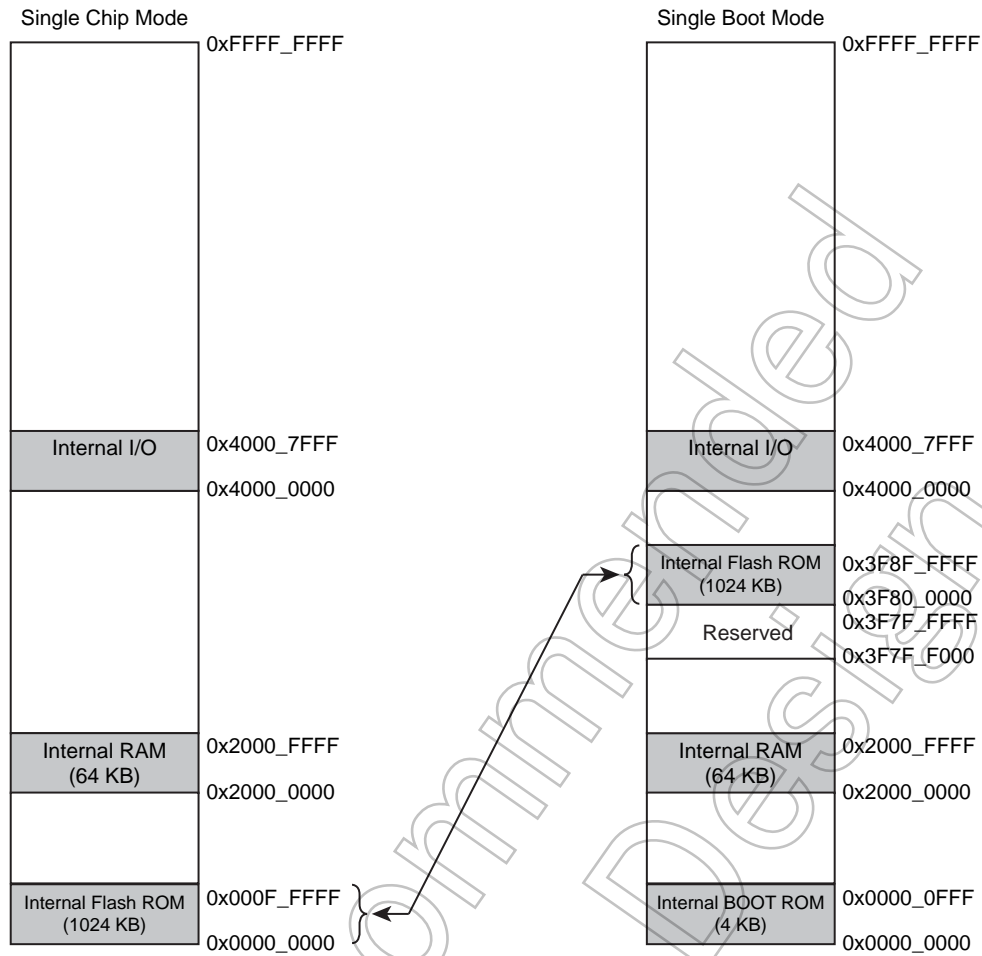 Single Chip Mode
0xFFFF_FFFF
Internal I/O
0x4000_7FFF
0x4000_0000
Internal RAM
(64 KB)
0x2000_FFFF
0x2000_0000
Internal Flash ROM
(1024 KB)
0x000F_FFFF
0x0000_0000
Single Boot Mode
0xFFFF_FFFF
Internal I/O
0x4000_7FFF
0x4000_0000
Internal Flash ROM
(1024 KB)
0x3F8F_FFFF
0x3F80_0000
Reserved
0x3F7F_FFFF
0x3F7F_F000
Internal RAM
(64 KB)
0x2000_FFFF
0x2000_0000
Internal BOOT ROM
(4 KB)
0x0000_0FFF
0x0000_0000
ommended
Design